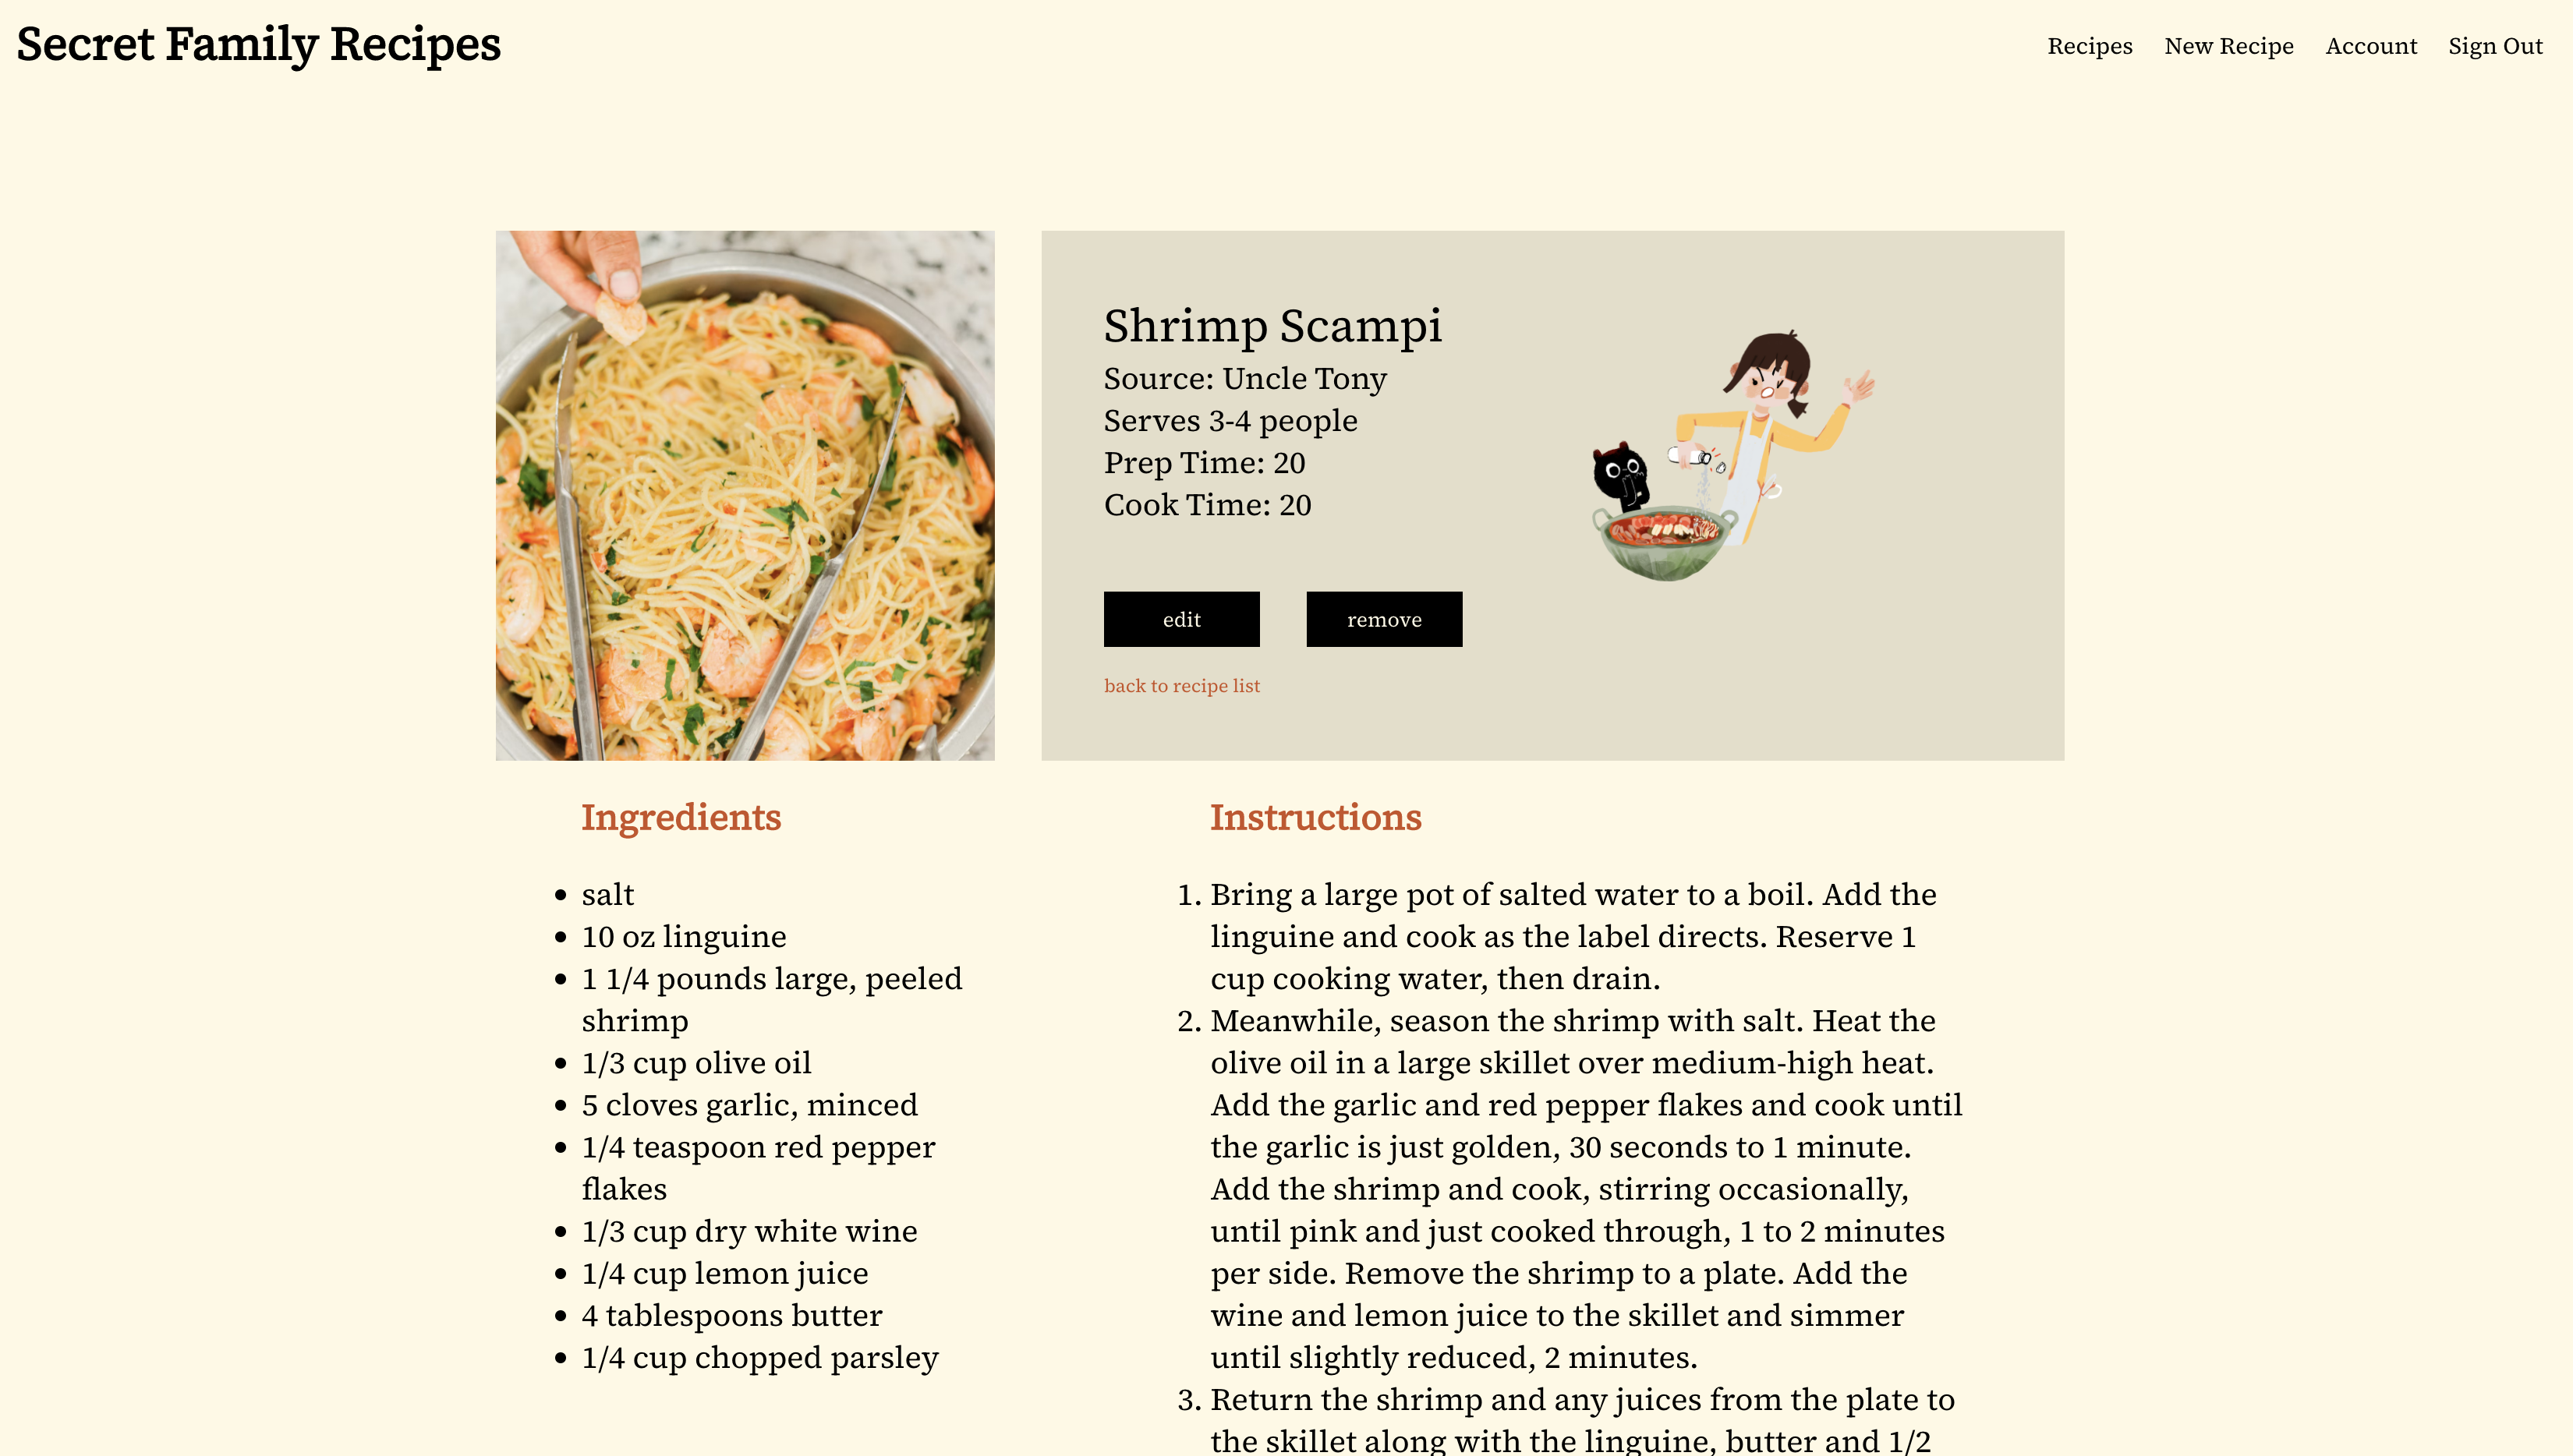 Secret Family Recipes
Recipes New Recipe Account Sign Out
Shrimp Scampi
Source: Uncle Tony
Serves 3-4 people
Prep Time: 20
Cook Time: 20
edit remove
back to recipe list
Ingredients
• salt
• 10 oz linguine
• 1 1/4 pounds large, peeled
shrimp
• 1/3 cup olive oil
• 5 cloves garlic, minced
• 1/4 teaspoon red pepper
flakes
• 1/3 cup dry white wine
• 1/4 cup lemon juice
• 4 tablespoons butter
• 1/4 cup chopped parsley
Instructions
1. Bring a large pot of salted water to a boil. Add the
linguine and cook as the label directs. Reserve 1
cup cooking water, then drain.
2. Meanwhile, season the shrimp with salt. Heat the
olive oil in a large skillet over medium-high heat.
Add the garlic and red pepper flakes and cook until
the garlic is just golden, 30 seconds to 1 minute.
Add the shrimp and cook, stirring occasionally,
until pink and just cooked through, 1 to 2 minutes
per side. Remove the shrimp to a plate. Add the
wine and lemon juice to the skillet and simmer
until slightly reduced, 2 minutes.
3. Return the shrimp and any juices from the plate to
the skillet along with the linguine, butter and 1/2